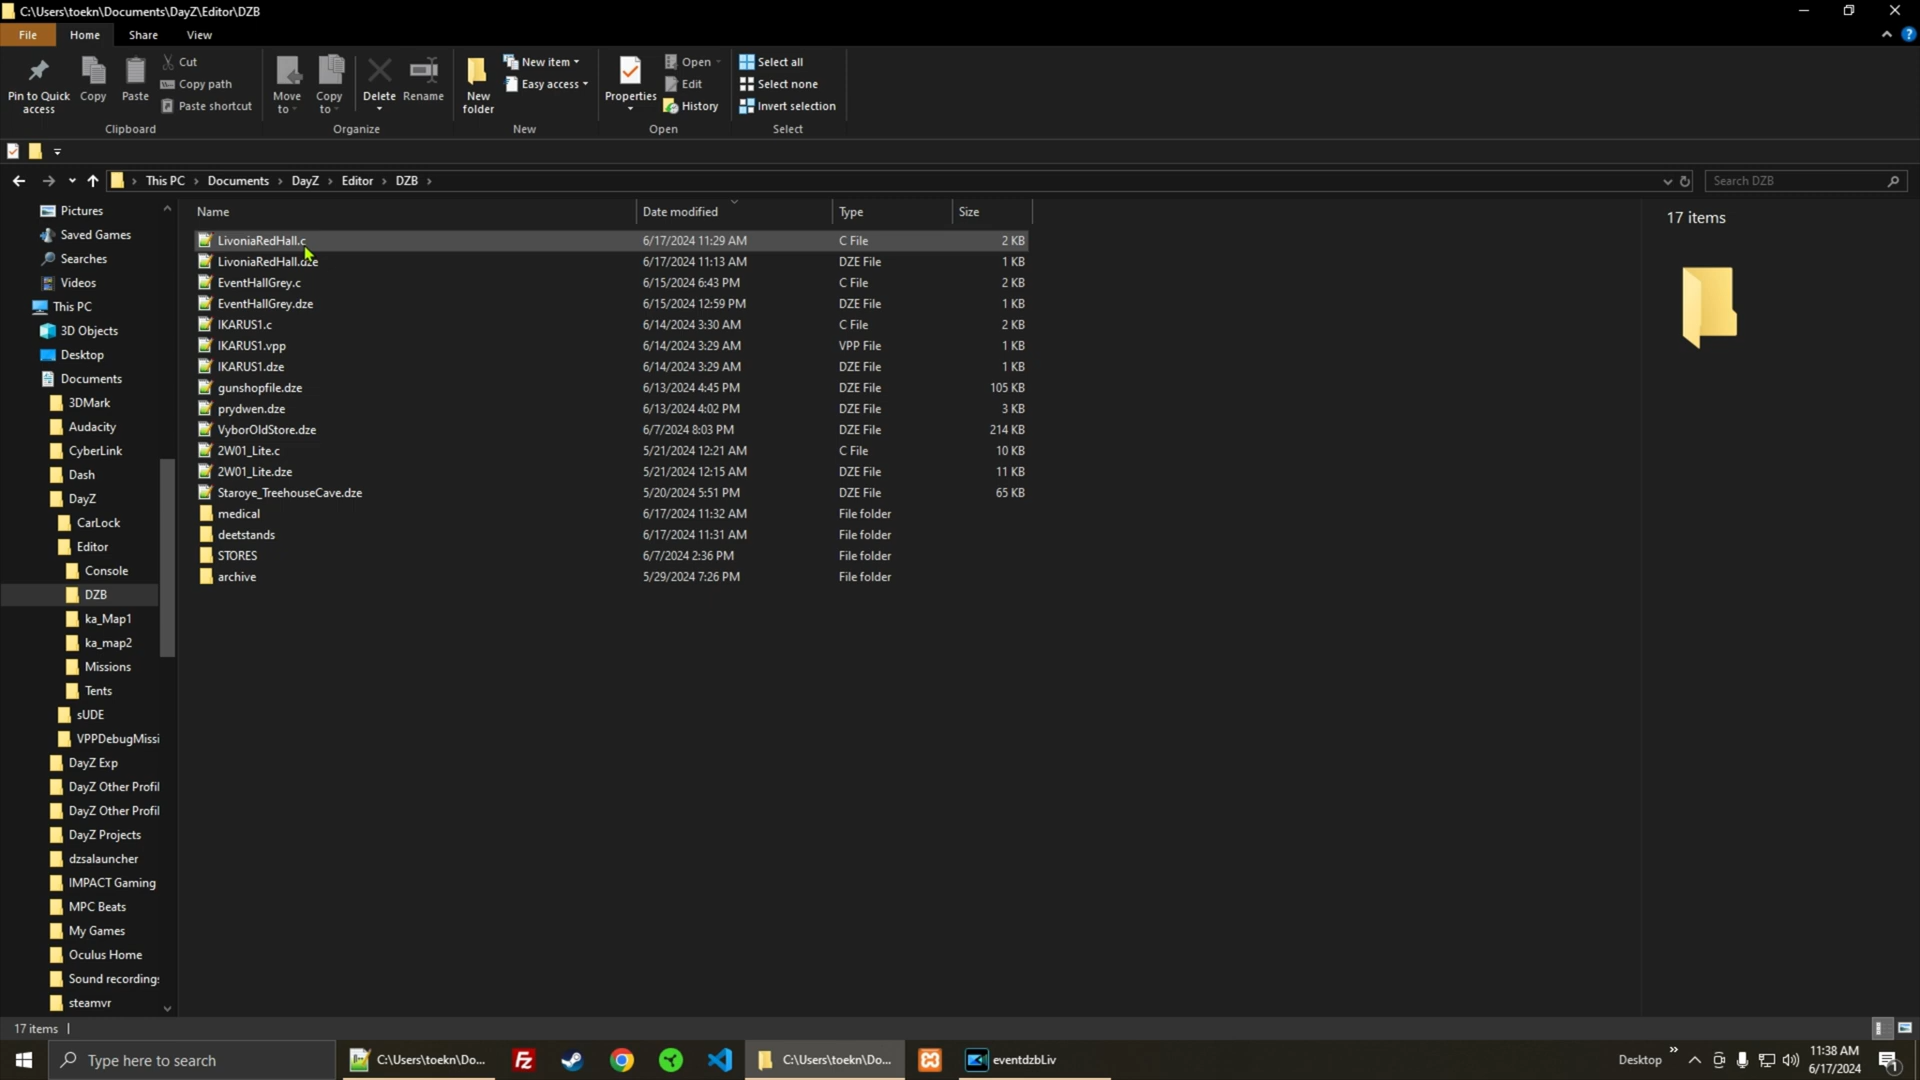 C:\Users\toekn\Documents\DayZ\Editor\DZB
File Home Share View
Pin to Quick access
Copy
Paste
Cut
Copy path
Paste shortcut
Clipboard
Move to
Copy to
Delete
Rename
Organize
New folder
New item
Easy access
New
Properties
Open
Edit
History
Open
Select all
Select none
Invert selection
Select
This PC > Documents > DayZ > Editor > DZB >
Search DZB
Pictures
Saved Games
Searches
Videos
This PC
3D Objects
Desktop
Documents
3DMark
Audacity
CyberLink
Dash
DayZ
CarLock
Editor
Console
DZB
ka_Map1
ka_map2
Missions
Tents
sUDE
VPPDebugMissi
DayZ Exp
DayZ Other Profil
DayZ Other Profil
DayZ Projects
dzsalauncher
IMPACT Gaming
MPC Beats
My Games
Oculus Home
Sound recordings
steamvr
Name Date modified Type Size
LivoniaRedHall.c 6/17/2024 11:29 AM C File 2 KB
LivoniaRedHall.dze 6/17/2024 11:13 AM DZE File 1 KB
EventHallGrey.c 6/15/2024 6:43 PM C File 2 KB
EventHallGrey.dze 6/15/2024 12:59 PM DZE File 1 KB
IKARUS1.c 6/14/2024 3:30 AM C File 2 KB
IKARUS1.vpp 6/14/2024 3:29 AM VPP File 1 KB
IKARUS1.dze 6/14/2024 3:29 AM DZE File 1 KB
gunshopfile.dze 6/13/2024 4:45 PM DZE File 105 KB
prydwen.dze 6/13/2024 4:02 PM DZE File 3 KB
VyborOldStore.dze 6/7/2024 8:03 PM DZE File 214 KB
2W01_Lite.c 5/21/2024 12:21 AM C File 10 KB
2W01_Lite.dze 5/21/2024 12:15 AM DZE File 11 KB
Staroye_TreehouseCave.dze 5/20/2024 5:51 PM DZE File 65 KB
medical 6/17/2024 11:32 AM File folder
deetstands 6/17/2024 11:31 AM File folder
STORES 6/7/2024 2:36 PM File folder
archive 5/29/2024 7:26 PM File folder
17 items
17 items
Type here to search
C:\Users\toekn\Do...
C:\Users\toekn\Do...
eventdzbLiv
Desktop
11:38 AM
6/17/2024